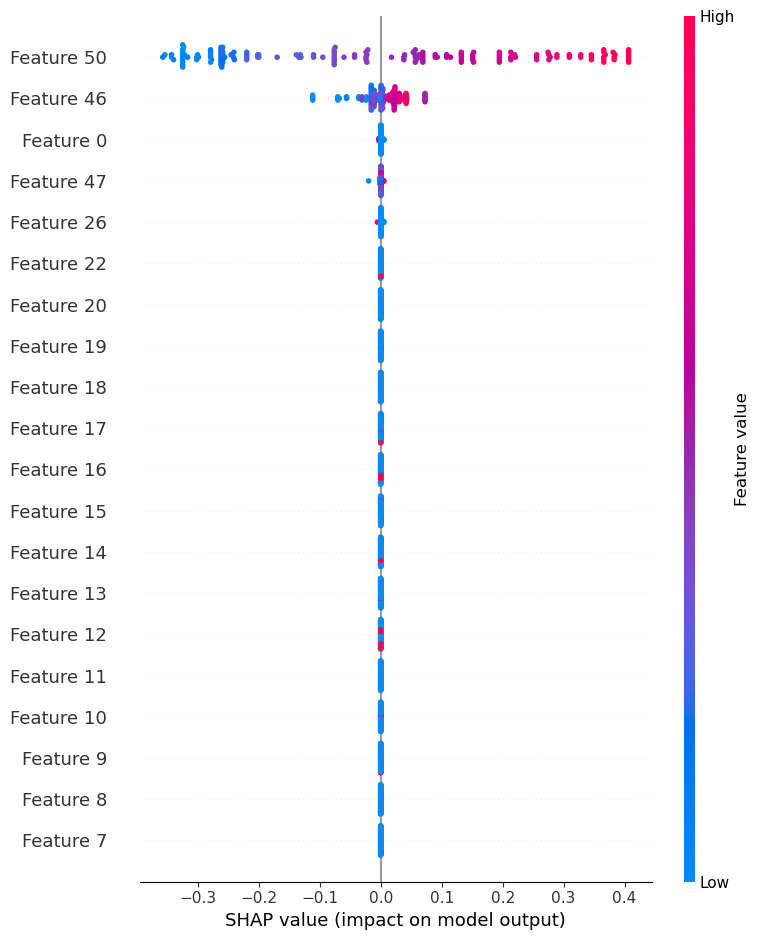 High
Feature 50
Feature 46
Feature 0
Feature 47
Feature 26
Feature 22
Feature 20
Feature 19
Feature 18
Feature 17
Feature 16
Feature 15
Feature 14
Feature 13
Feature 12
Feature 11
Feature 10
Feature 9
Feature 8
Feature 7
Feature value
Low
−0.3 −0.2 −0.1 0.0 0.1 0.2 0.3 0.4
SHAP value (impact on model output)